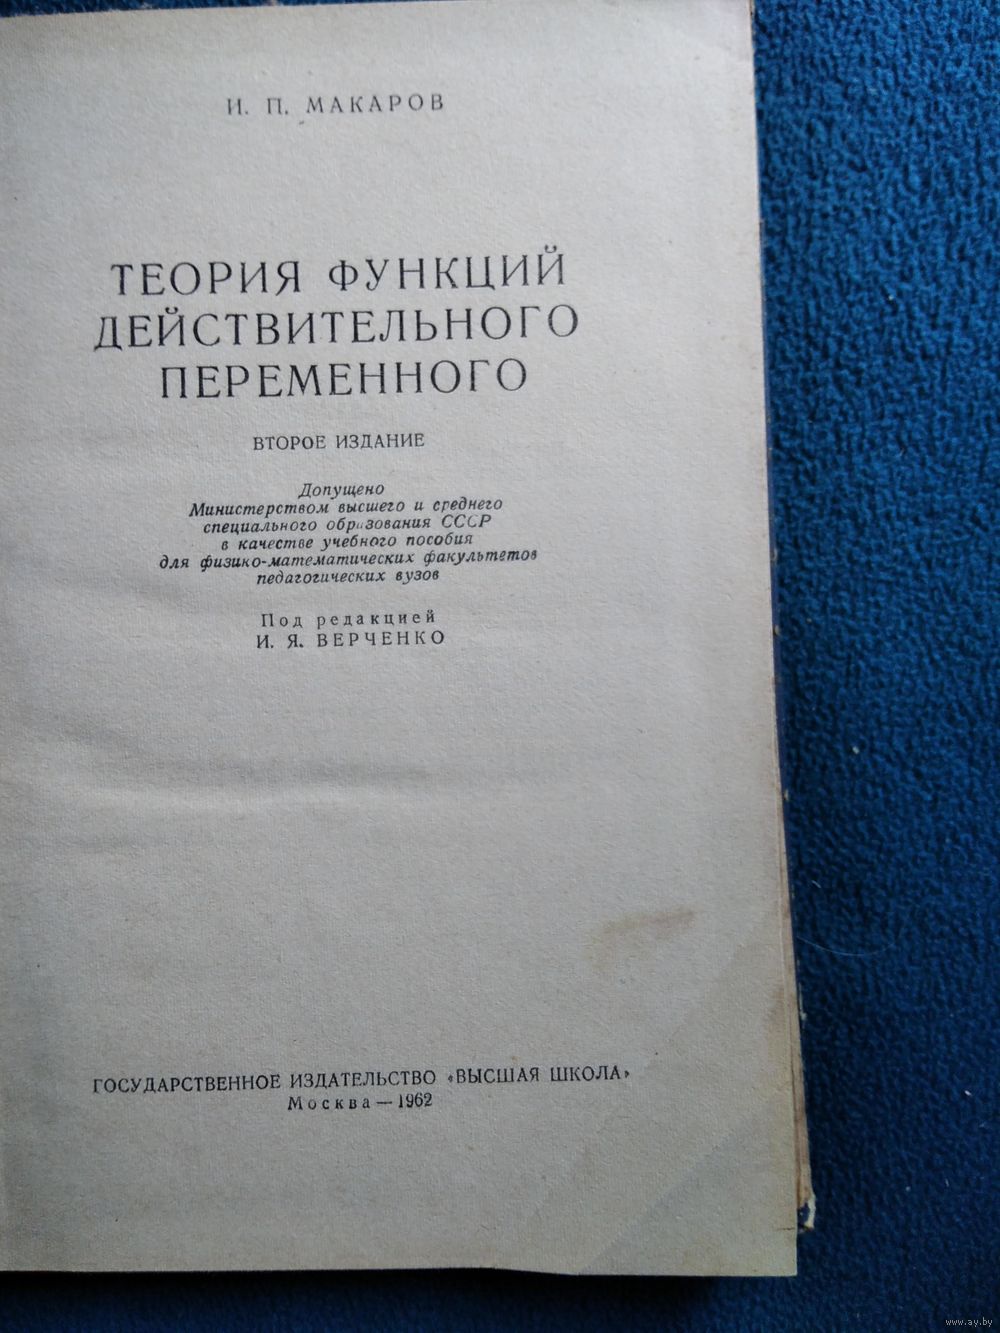 И. П. МАКАРОВ
ТЕОРИЯ ФУНКЦИЙ
ДЕЙСТВИТЕЛЬНОГО
ПЕРЕМЕННОГО
ВТОРОЕ ИЗДАНИЕ
Допущено
Министерством высшего и среднего
специального образования СССР
в качестве учебного пособия
для физико-математических факультетов
педагогических вузов
Под редакцией
И. Я. ВЕРЧЕНКО
ГОСУДАРСТВЕННОЕ ИЗДАТЕЛЬСТВО «ВЫСШАЯ ШКОЛА»
Москва — 1962
www.ay.by